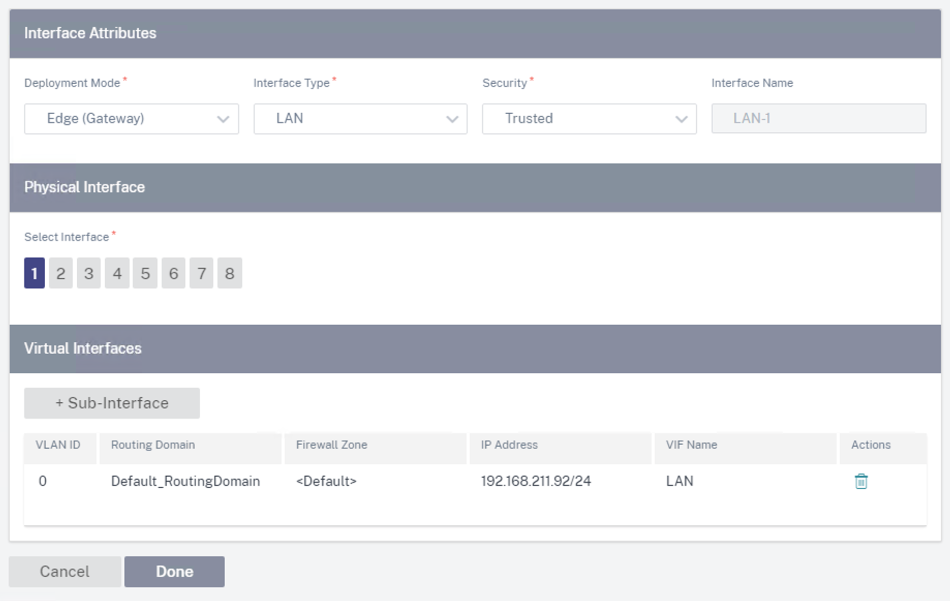 Interface Attributes
Deployment Mode * Interface Type * Security * Interface Name
Edge (Gateway) LAN Trusted LAN-1
Physical Interface
Select Interface *
1 2 3 4 5 6 7 8
Virtual Interfaces
+ Sub-Interface
VLAN ID Routing Domain Firewall Zone IP Address VIF Name Actions
0 Default_RoutingDomain <Default> 192.168.211.92/24 LAN
Cancel Done